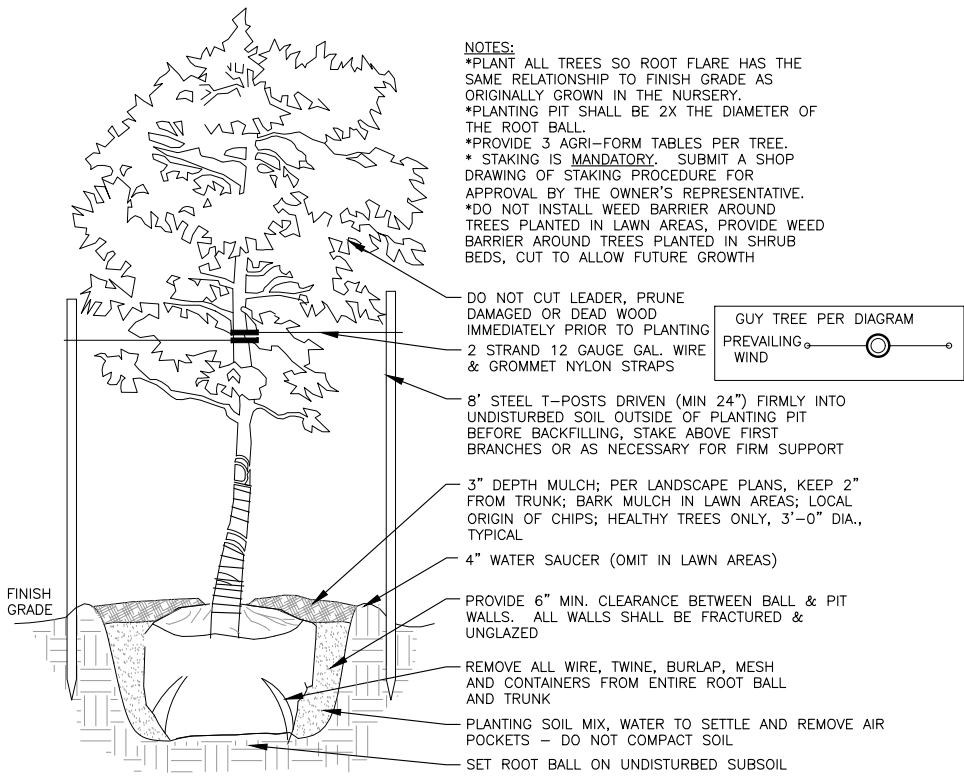 NOTES:
*PLANT ALL TREES SO ROOT FLARE HAS THE
SAME RELATIONSHIP TO FINISH GRADE AS
ORIGINALLY GROWN IN THE NURSERY.
*PLANTING PIT SHALL BE 2X THE DIAMETER OF
THE ROOT BALL.
*PROVIDE 3 AGRI-FORM TABLES PER TREE.
* STAKING IS MANDATORY. SUBMIT A SHOP
DRAWING OF STAKING PROCEDURE FOR
APPROVAL BY THE OWNER'S REPRESENTATIVE.
*DO NOT INSTALL WEED BARRIER AROUND
TREES PLANTED IN LAWN AREAS, PROVIDE WEED
BARRIER AROUND TREES PLANTED IN SHRUB
BEDS, CUT TO ALLOW FUTURE GROWTH
DO NOT CUT LEADER, PRUNE
DAMAGED OR DEAD WOOD
IMMEDIATELY PRIOR TO PLANTING
2 STRAND 12 GAUGE GAL. WIRE
& GROMMET NYLON STRAPS
GUY TREE PER DIAGRAM
PREVAILING
WIND
8' STEEL T-POSTS DRIVEN (MIN 24") FIRMLY INTO
UNDISTURBED SOIL OUTSIDE OF PLANTING PIT
BEFORE BACKFILLING, STAKE ABOVE FIRST
BRANCHES OR AS NECESSARY FOR FIRM SUPPORT
3" DEPTH MULCH; PER LANDSCAPE PLANS, KEEP 2"
FROM TRUNK; BARK MULCH IN LAWN AREAS; LOCAL
ORIGIN OF CHIPS; HEALTHY TREES ONLY, 3'-0" DIA.,
TYPICAL
4" WATER SAUCER (OMIT IN LAWN AREAS)
FINISH
GRADE
PROVIDE 6" MIN. CLEARANCE BETWEEN BALL & PIT
WALLS. ALL WALLS SHALL BE FRACTURED &
UNGLAZED
REMOVE ALL WIRE, TWINE, BURLAP, MESH
AND CONTAINERS FROM ENTIRE ROOT BALL
AND TRUNK
PLANTING SOIL MIX, WATER TO SETTLE AND REMOVE AIR
POCKETS - DO NOT COMPACT SOIL
SET ROOT BALL ON UNDISTURBED SUBSOIL